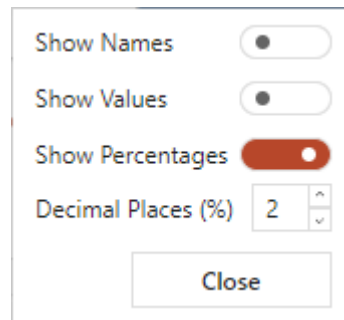 Show Names
Show Values
Show Percentages
Decimal Places (%) 2
Close